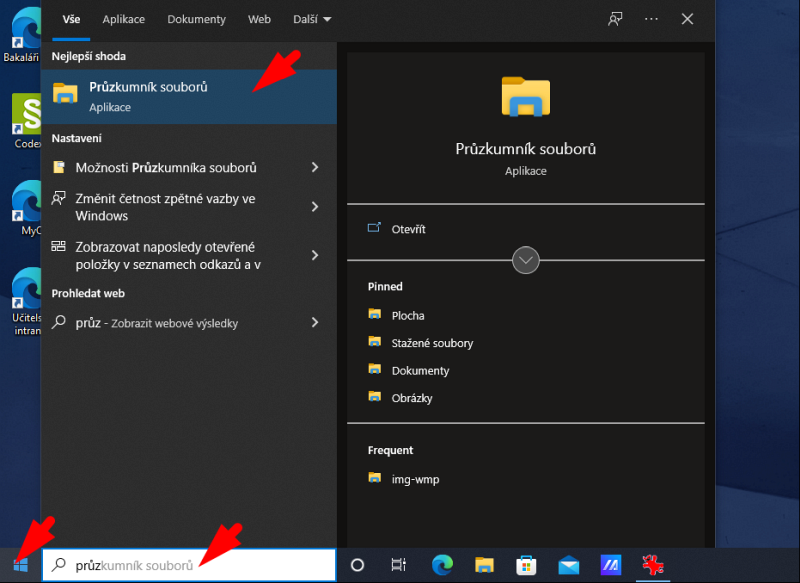 Vše Aplikace Dokumenty Web Další
Bakaláři
Nejlepší shoda
Průzkumník souborů
Aplikace
Code
Nastavení
Možnosti Průzkumníka souborů
Změnit četnost zpětné vazby ve
Windows
MyC
Zobrazovat naposledy otevřené
položky v seznamech odkazů a v
Prohledat web
Učitels
intran
průz - Zobrazit webové výsledky
Průzkumník souborů
Aplikace
Otevřít
Pinned
Plocha
Stažené soubory
Dokumenty
Obrázky
Frequent
img-wmp
průzkumník souborů